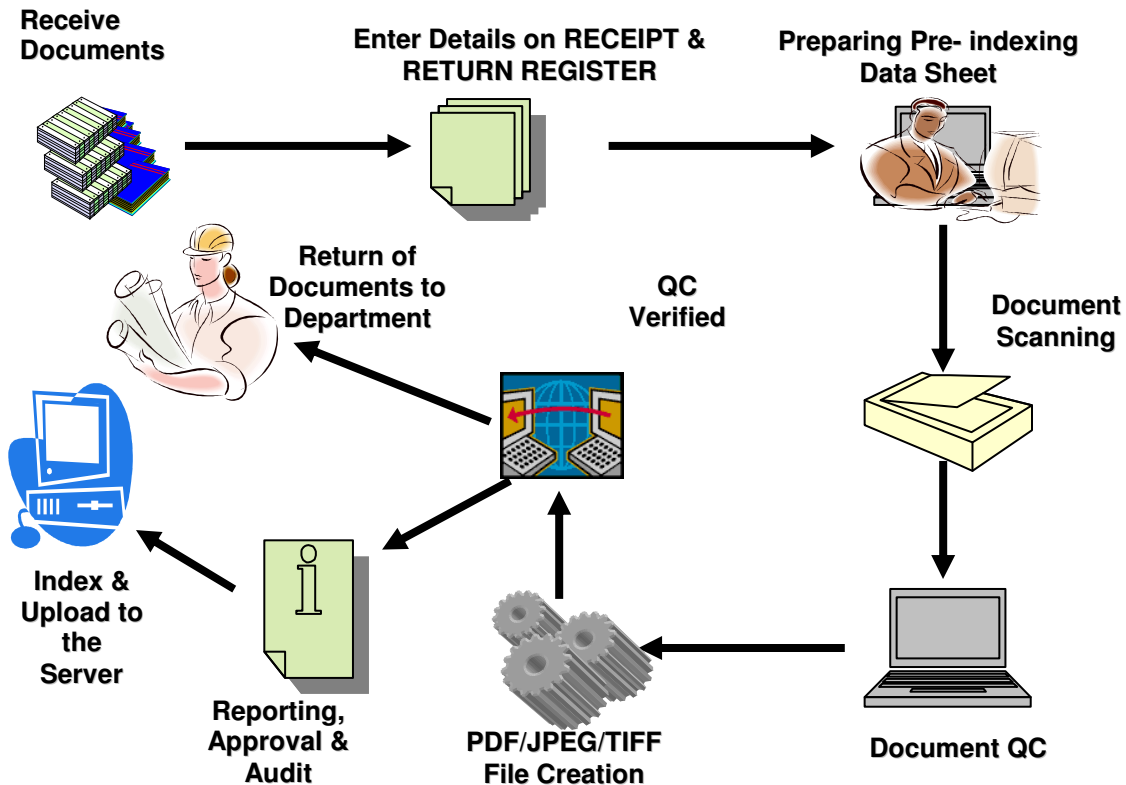 Receive
Documents
Enter Details on RECEIPT &
RETURN REGISTER
Preparing Pre- indexing
Data Sheet
Return of
Documents to
Department
QC
Verified
Document
Scanning
Index &
Upload to
the
Server
Reporting,
Approval &
Audit
PDF/JPEG/TIFF
File Creation
Document QC